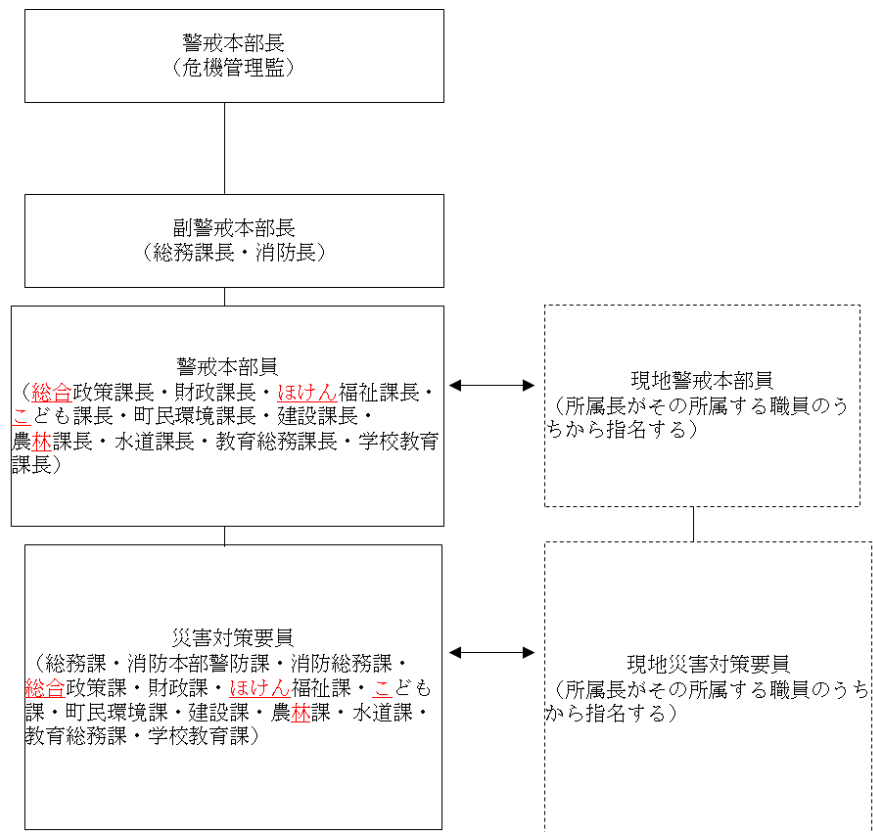 警戒本部長
（危機管理監）
副警戒本部長
（総務課長・消防長）
警戒本部員
（総合政策課長・財政課長・ほけん福祉課長・
こども課長・町民環境課長・建設課長・
農林課長・水道課長・教育総務課長・学校教育
課長）
現地警戒本部員
（所属長がその所属する職員のう
ちから指名する）
災害対策要員
（総務課・消防本部警防課・消防総務課・
総合政策課・財政課・ほけん福祉課・こども
課・町民環境課・建設課・農林課・水道課・
教育総務課・学校教育課）
現地災害対策要員
（所属長がその所属する職員のうち
から指名する）